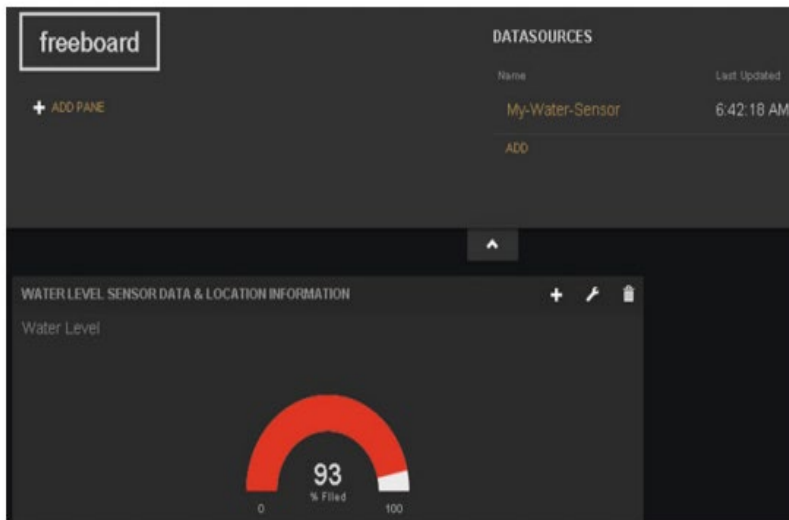 freeboard
ADD PANE
DATASOURCES
Name Last Updated
My-Water-Sensor 6:42:18 AM
ADD
WATER LEVEL SENSOR DATA & LOCATION INFORMATION
Water Level
93
% Filled
0 100